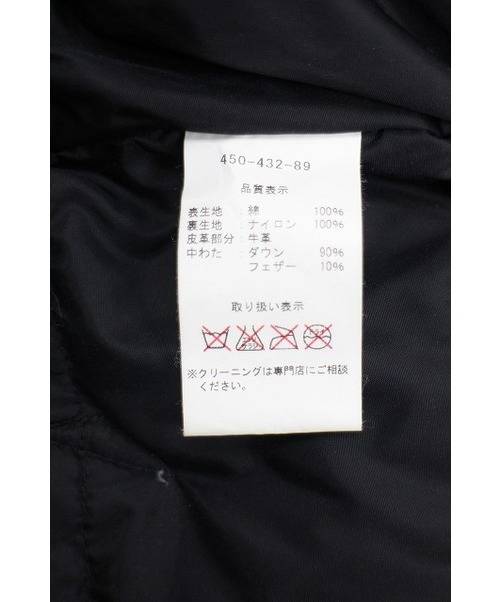 450-432-89
品質表示
表生地 : 綿 100%
裏生地 : ナイロン 100%
皮革部分 : 牛革
中わた : ダウン 90%
フェザー 10%
取り扱い表示
※クリーニングは専門店にご相談
ください。